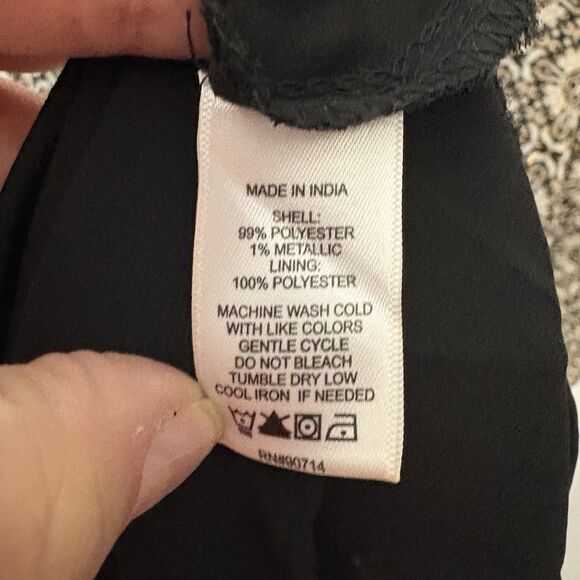 MADE IN INDIA
SHELL:
99% POLYESTER
1% METALLIC
LINING:
100% POLYESTER
MACHINE WASH COLD
WITH LIKE COLORS
GENTLE CYCLE
DO NOT BLEACH
TUMBLE DRY LOW
COOL IRON IF NEEDED
RN#90714